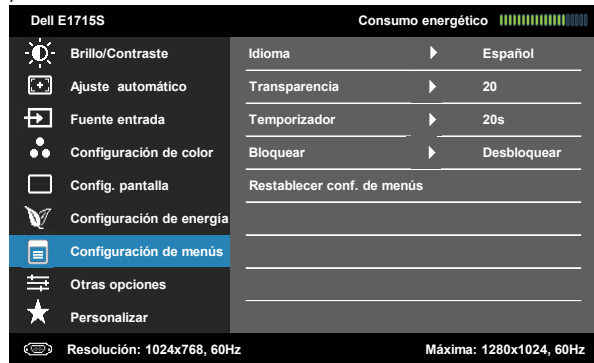 Dell E1715S Consumo energético
Brillo/Contraste Idioma Español
Ajuste automático Transparencia 20
Fuente entrada Temporizador 20s
Configuración de color Bloquear Desbloquear
Config. pantalla Restablecer conf. de menús
Configuración de energía
Configuración de menús
Otras opciones
Personalizar
Resolución: 1024x768, 60Hz Máxima: 1280x1024, 60Hz